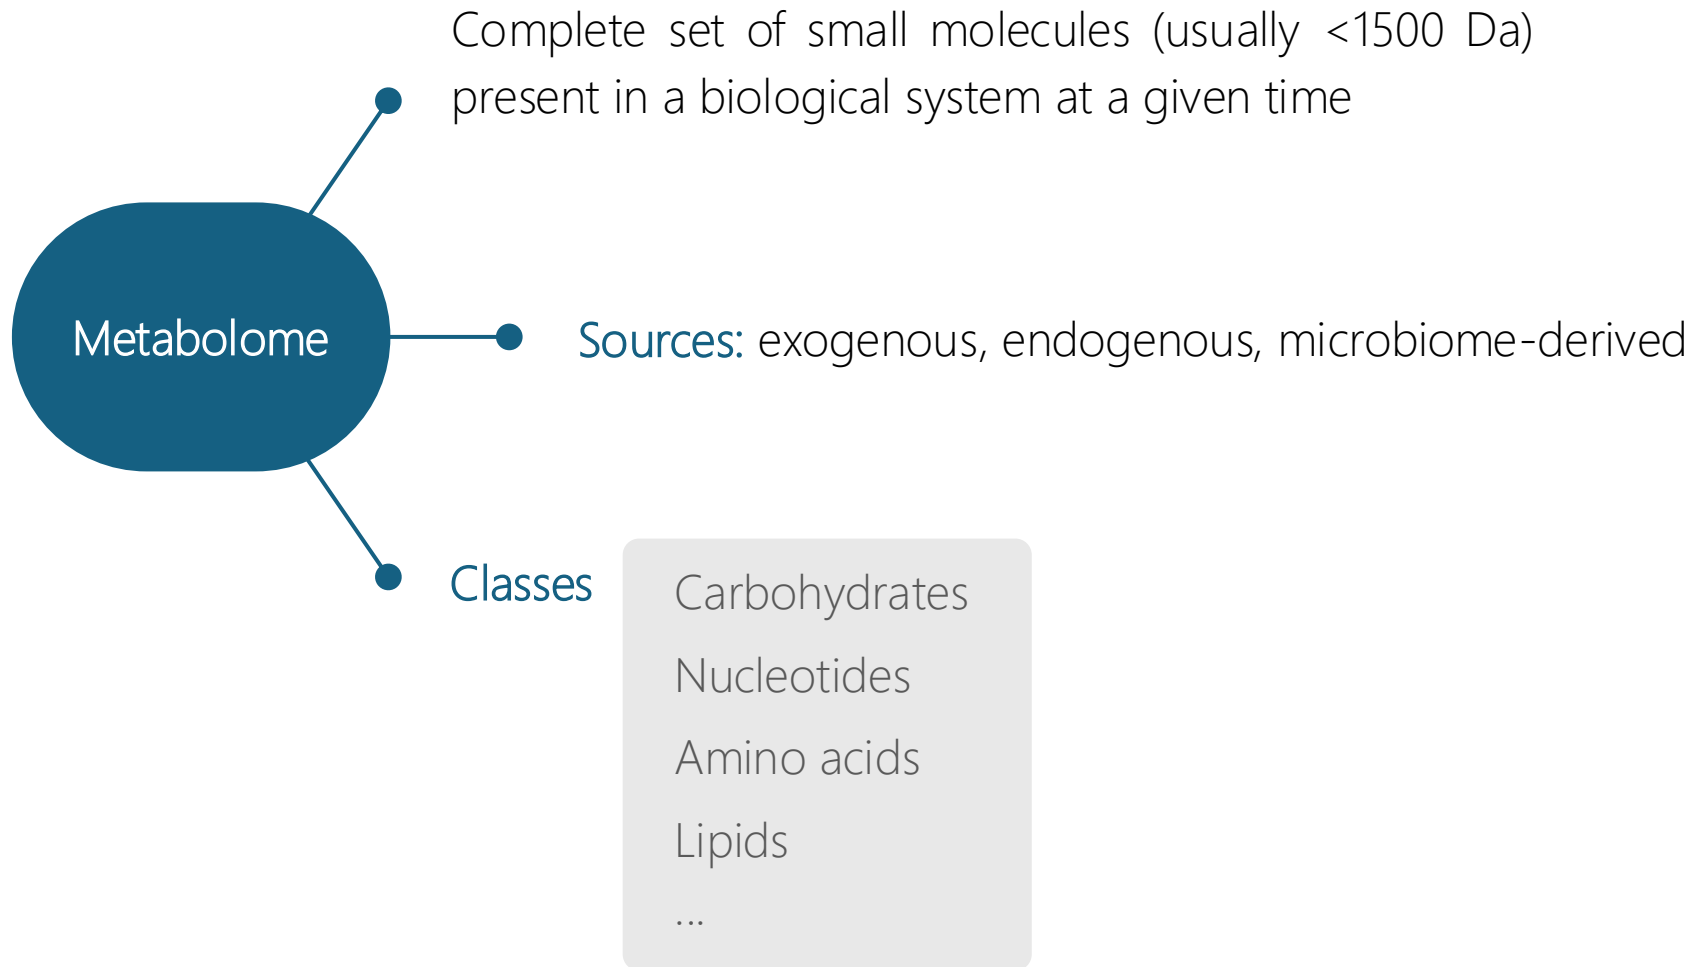 Complete set of small molecules (usually <1500 Da)
present in a biological system at a given time
Metabolome
Sources: exogenous, endogenous, microbiome-derived
Classes
Carbohydrates
Nucleotides
Amino acids
Lipids
...